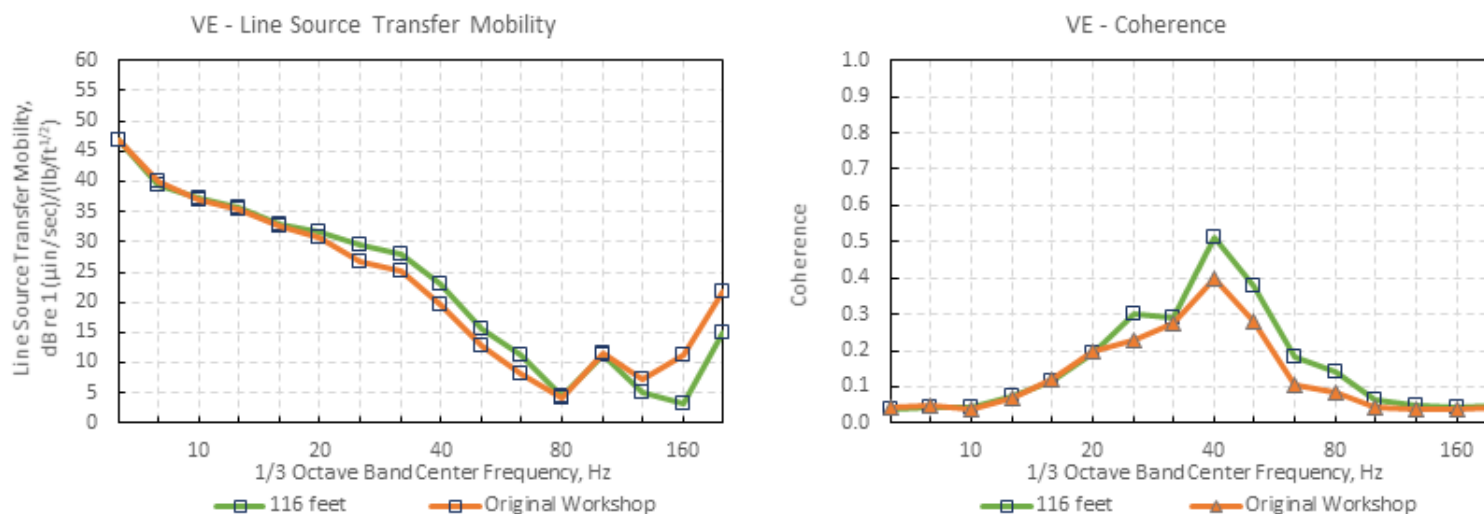 VE - Line Source Transfer Mobility
Line Source Transfer Mobility,
dB re 1 (µin/sec)/(lb/ft¹/²)
60
55
50
45
40
35
30
25
20
15
10
5
0
10 20 40 80 160
1/3 Octave Band Center Frequency, Hz
116 feet Original Workshop
VE - Coherence
Coherence
1.0
0.9
0.8
0.7
0.6
0.5
0.4
0.3
0.2
0.1
0.0
10 20 40 80 160
1/3 Octave Band Center Frequency, Hz
116 feet Original Workshop